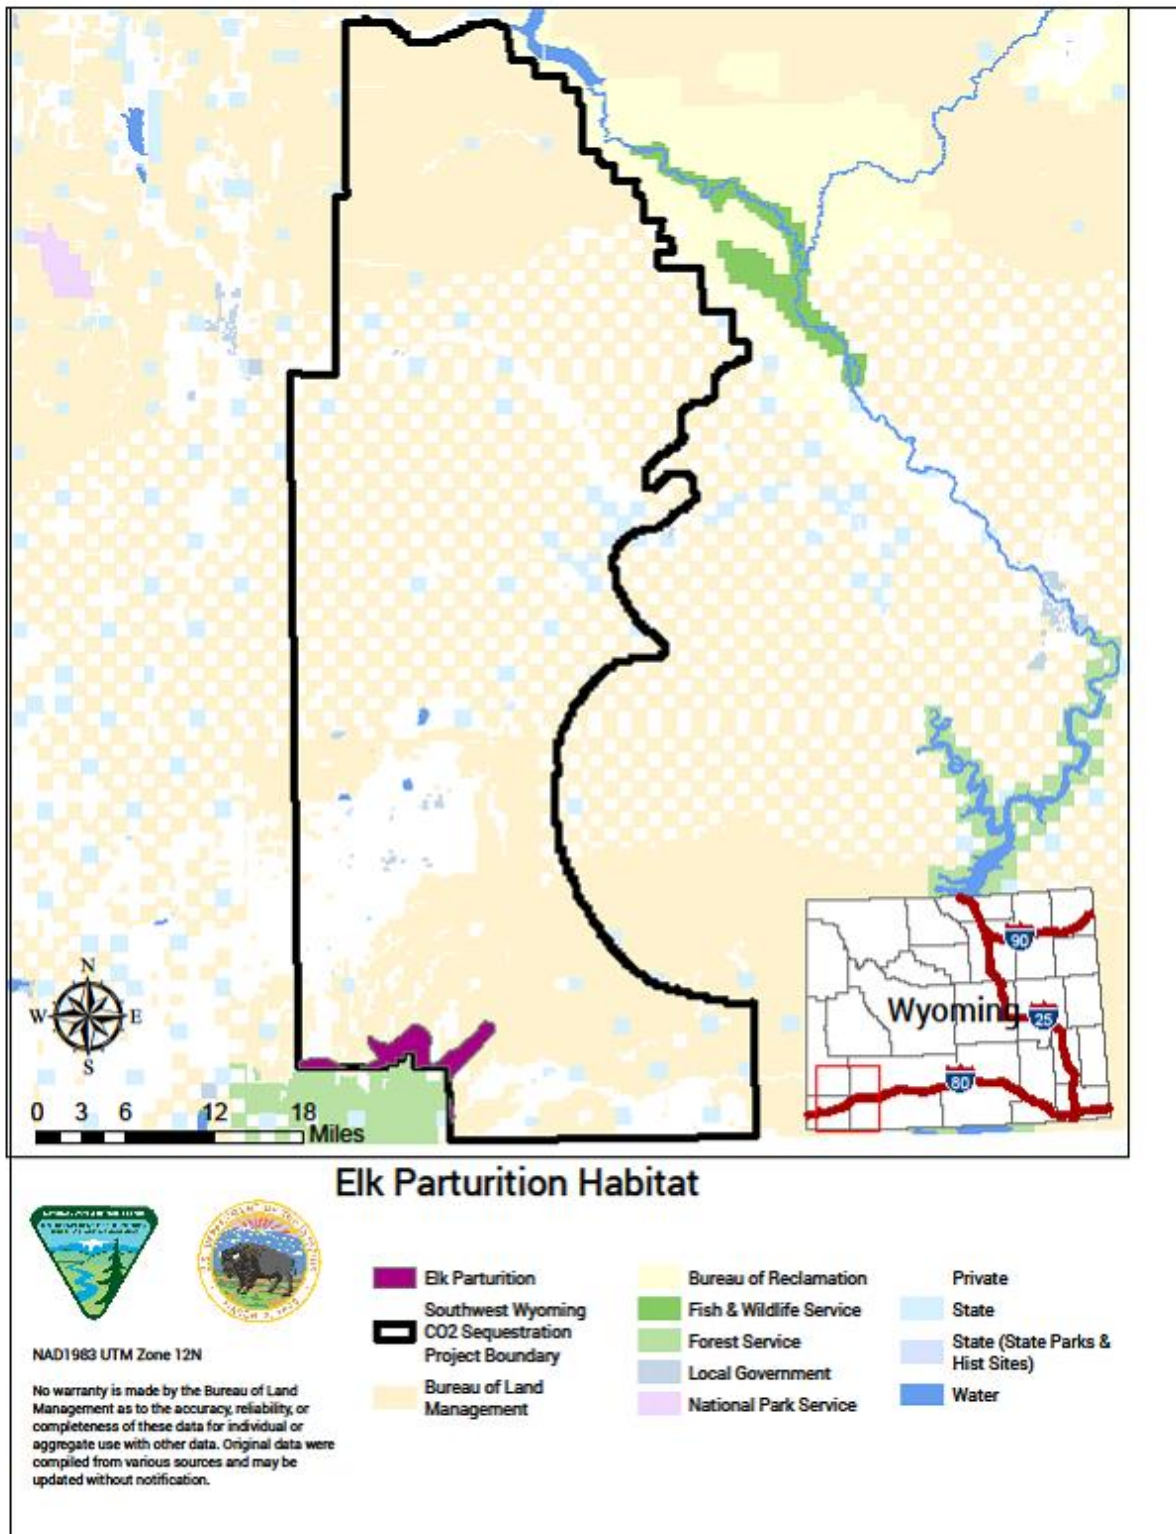 N
W E
S
0 3 6 12 18
Miles
90
Wyoming
25
80
Elk Parturition Habitat
NAD1983 UTM Zone 12N
No warranty is made by the Bureau of Land
Management as to the accuracy, reliability, or
completeness of these data for individual or
aggregate use with other data. Original data were
compiled from various sources and may be
updated without notification.
Elk Parturition
Southwest Wyoming
CO2 Sequestration
Project Boundary
Bureau of Land
Management
Bureau of Reclamation
Fish & Wildlife Service
Forest Service
Local Government
National Park Service
Private
State
State (State Parks &
Hist Sites)
Water